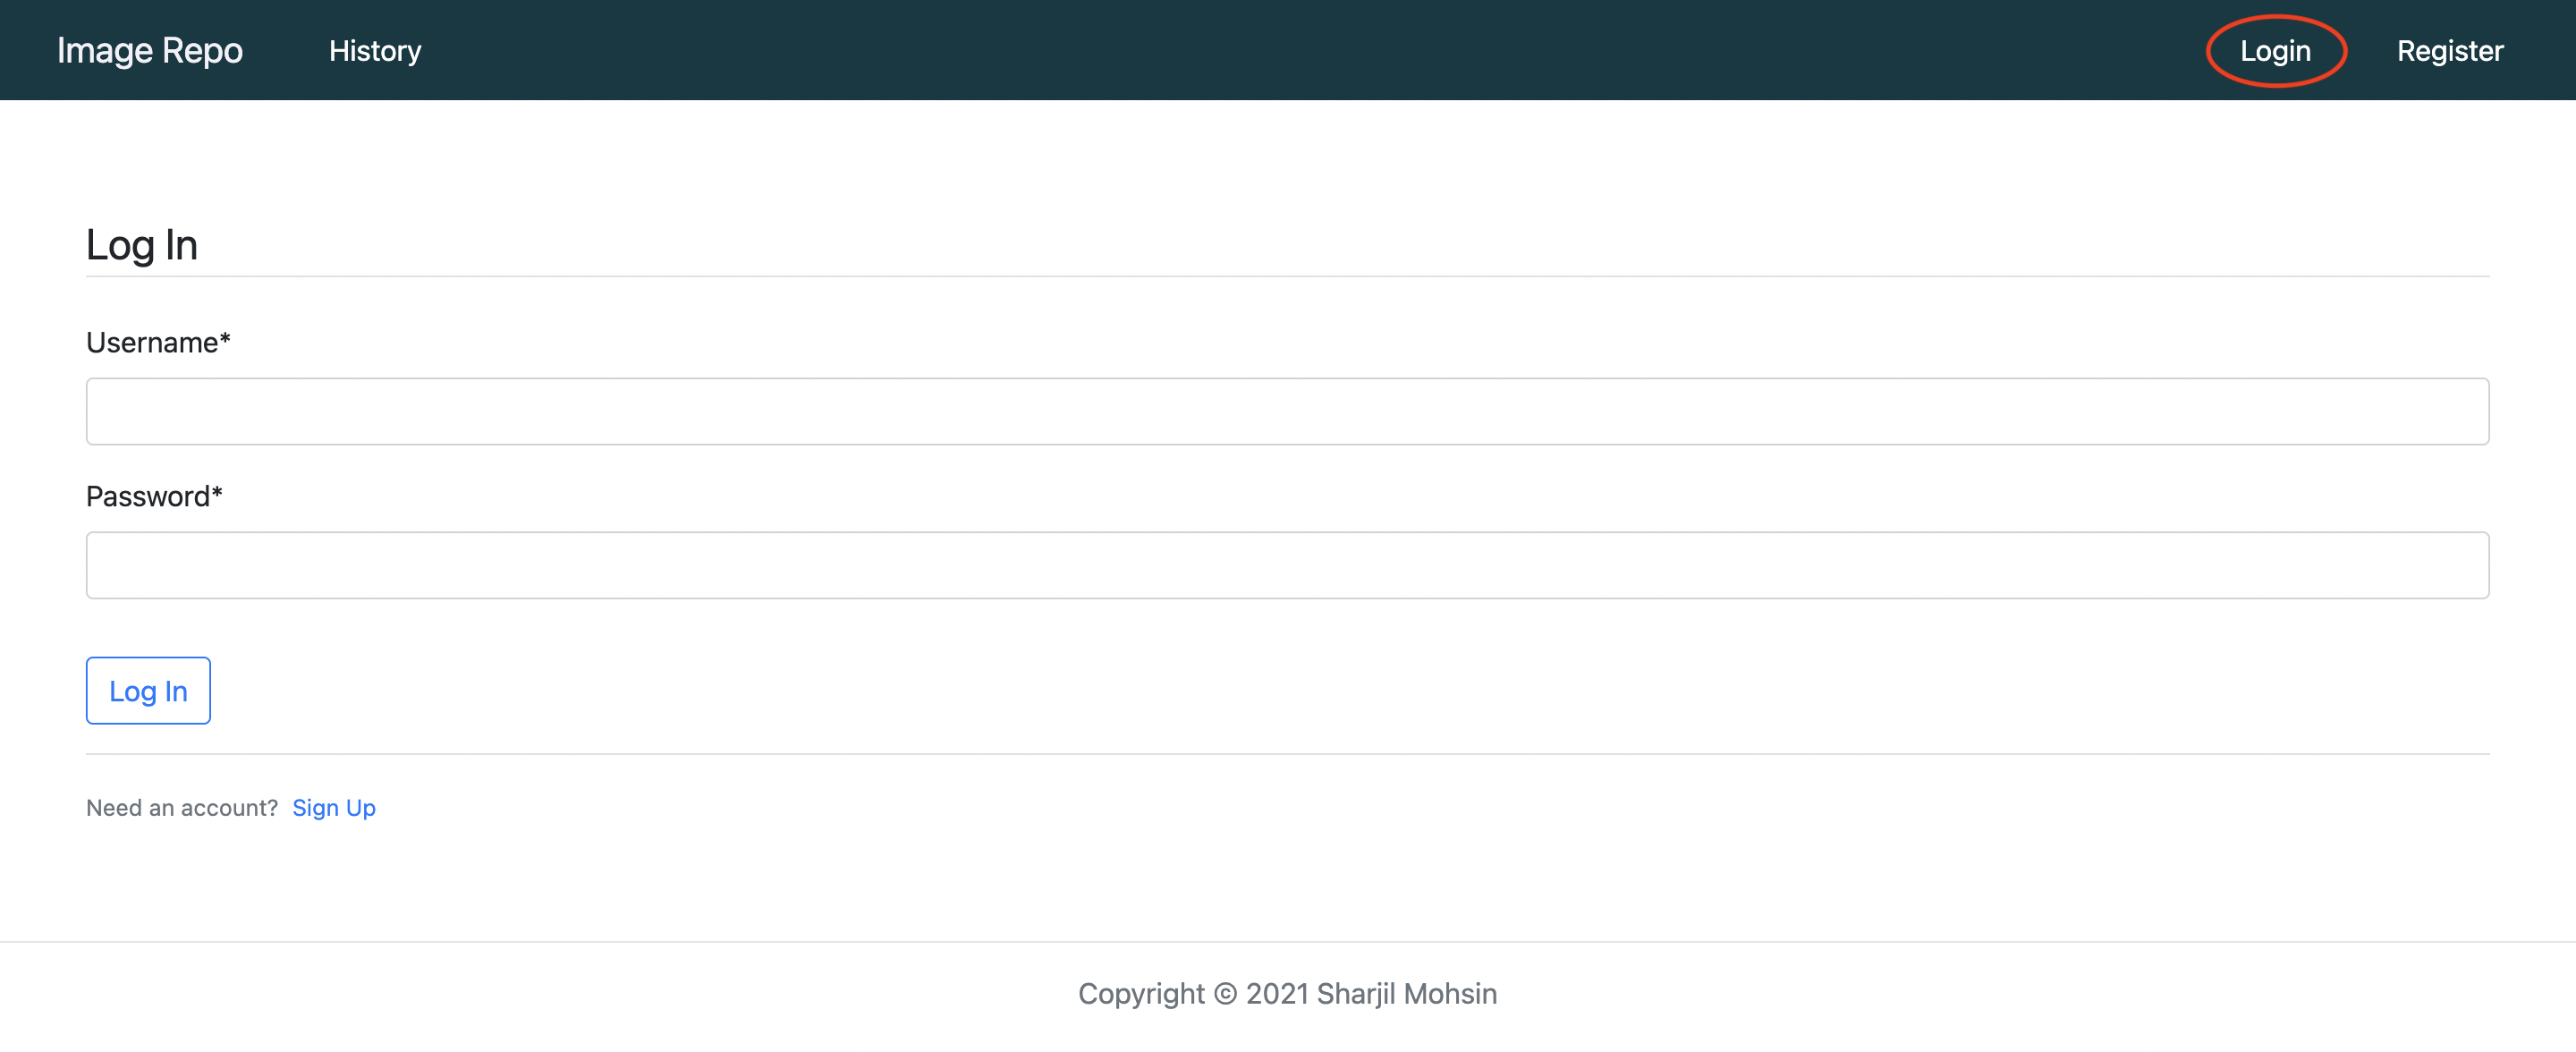 Image Repo History Login Register
Log In
Username*
Password*
Log In
Need an account? Sign Up
Copyright © 2021 Sharjil Mohsin